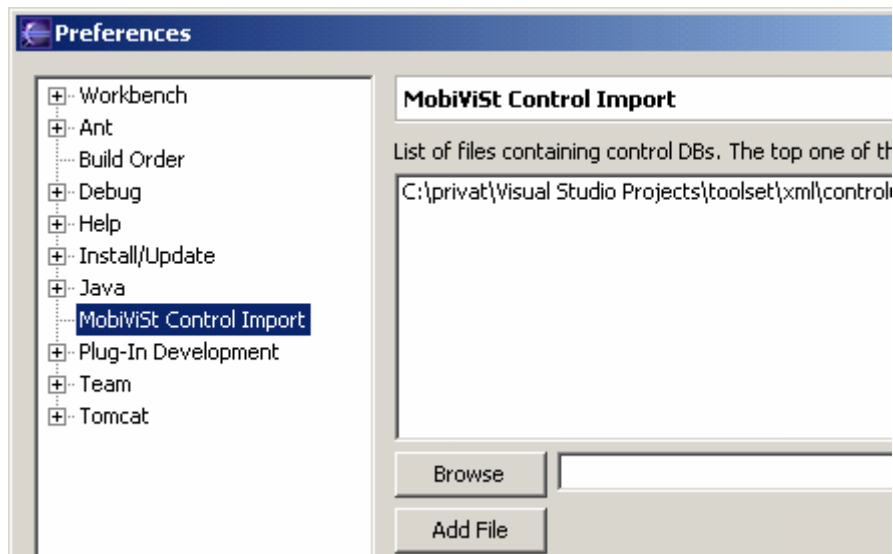 Preferences
Workbench
Ant
Build Order
Debug
Help
Install/Update
Java
MobiViSt Control Import
Plug-In Development
Team
Tomcat
MobiViSt Control Import
List of files containing control DBs. The top one of
C:\privat\Visual Studio Projects\toolset\xml\control
Browse
Add File